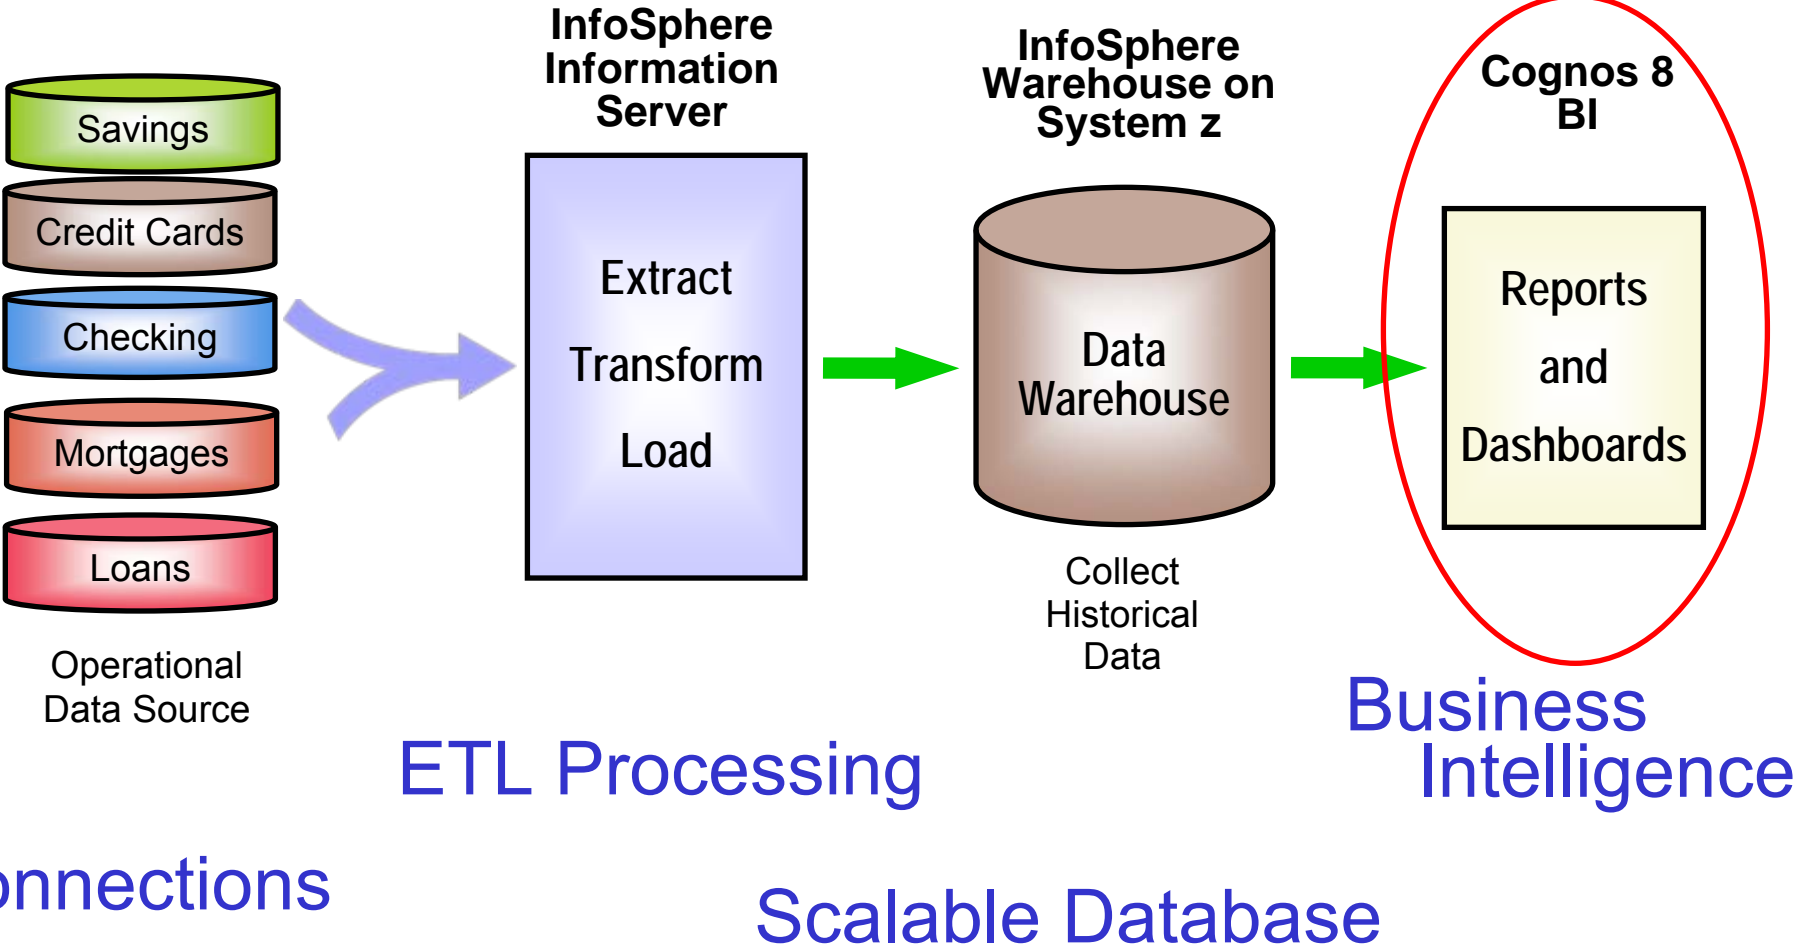 Savings
Credit Cards
Checking
Mortgages
Loans
Operational
Data Source
InfoSphere
Information
Server
Extract
Transform
Load
InfoSphere
Warehouse on
System z
Data
Warehouse
Collect
Historical
Data
Cognos 8
BI
Reports
and
Dashboards
Business
Intelligence
ETL Processing
onnections
Scalable Database